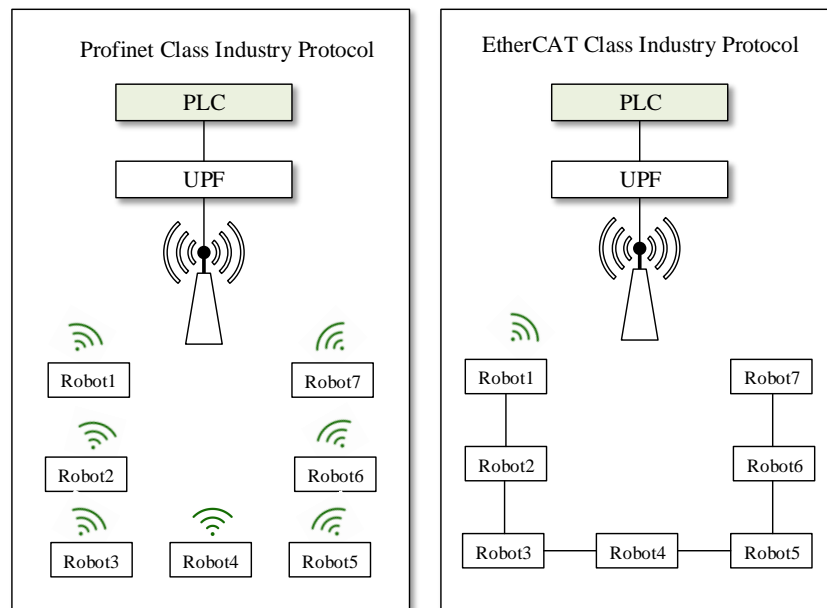 Profinet Class Industry Protocol
PLC
UPF
Robot1
Robot7
Robot2
Robot6
Robot3
Robot4
Robot5
EtherCAT Class Industry Protocol
PLC
UPF
Robot1
Robot7
Robot2
Robot6
Robot3
Robot4
Robot5